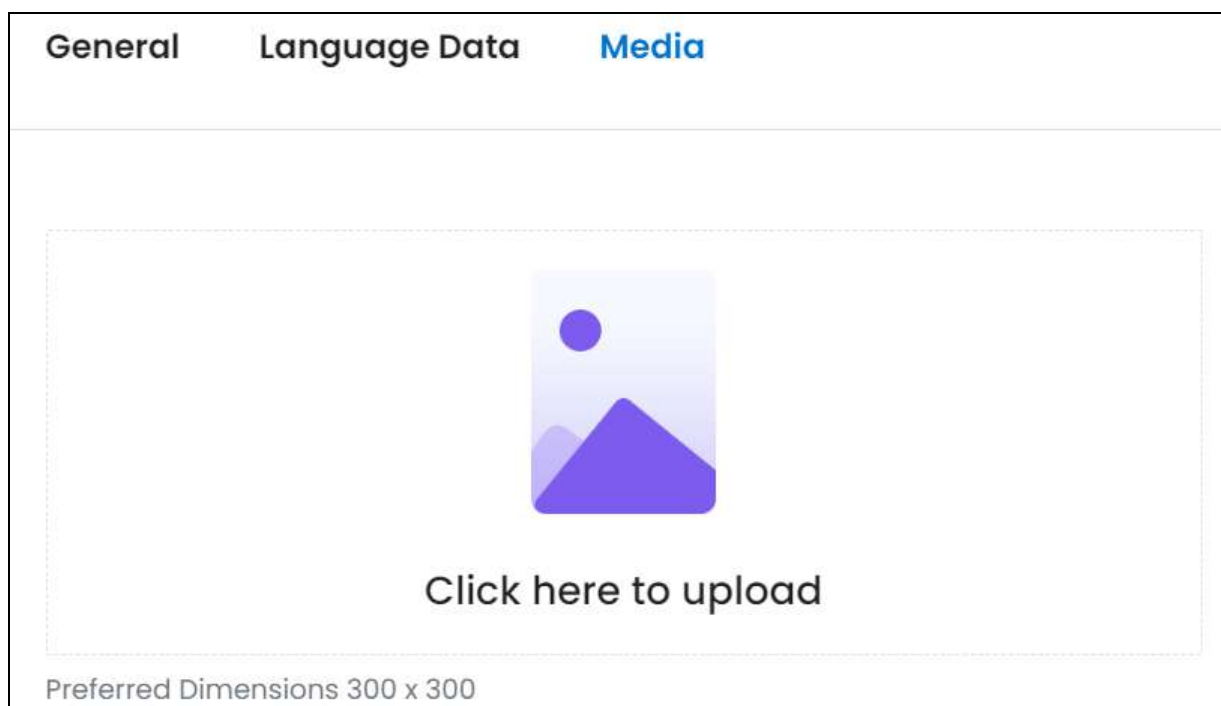 General Language Data Media
Click here to upload
Preferred Dimensions 300 x 300